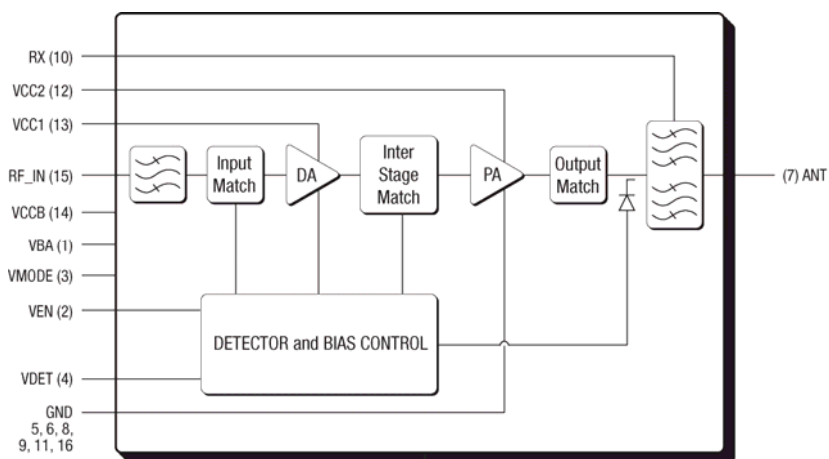 RX (10)
VCC2 (12)
VCC1 (13)
RF_IN (15)
VCCB (14)
VBA (1)
VMODE (3)
VEN (2)
VDET (4)
GND
5, 6, 8,
9, 11, 16
Input
Match
DA
Inter
Stage
Match
PA
Output
Match
(7) ANT
DETECTOR and BIAS CONTROL